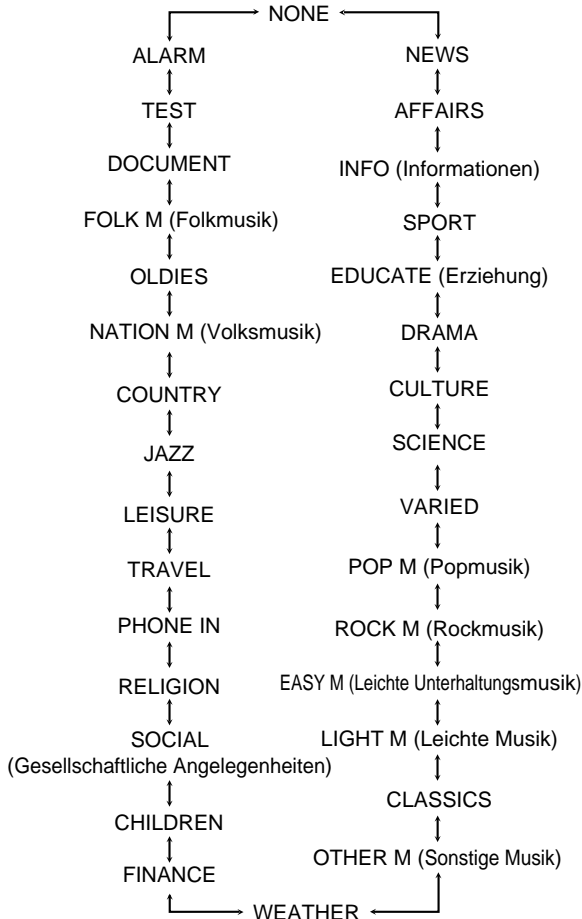 NONE
ALARM
TEST
DOCUMENT
FOLK M (Folkmusik)
OLDIES
NATION M (Volksmusik)
COUNTRY
JAZZ
LEISURE
TRAVEL
PHONE IN
RELIGION
SOCIAL
(Gesellschaftliche Angelegenheiten)
CHILDREN
FINANCE
NEWS
AFFAIRS
INFO (Informationen)
SPORT
EDUCATE (Erziehung)
DRAMA
CULTURE
SCIENCE
VARIED
POP M (Popmusik)
ROCK M (Rockmusik)
EASY M (Leichte Unterhaltungsmusik)
LIGHT M (Leichte Musik)
CLASSICS
OTHER M (Sonstige Musik)
WEATHER